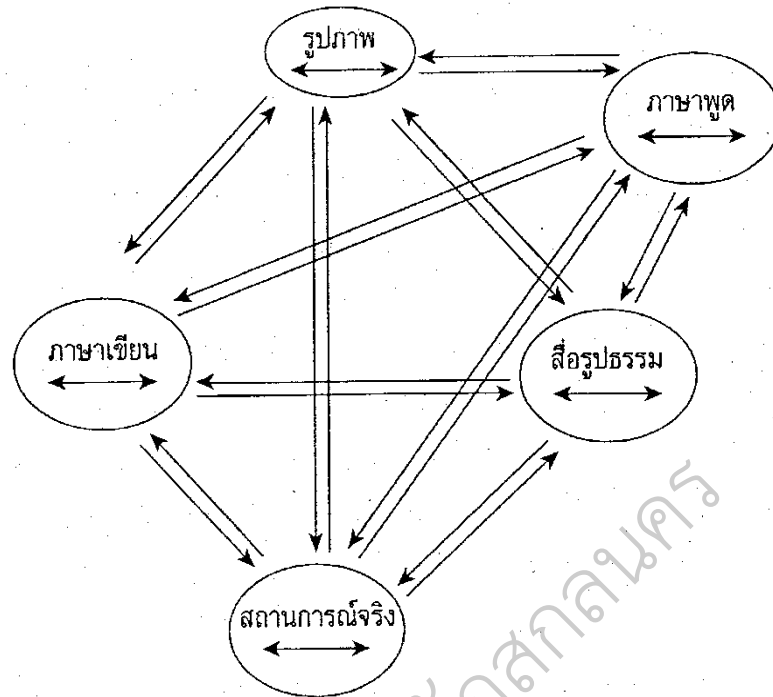 รูปภาพ
ภาษาพูด
ภาษาเขียน
สื่อรูปธรรม
สถานการณ์จริง